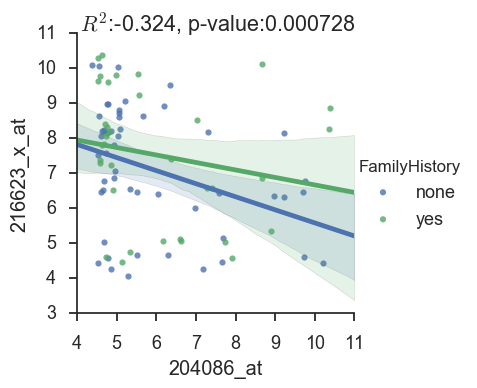 R²:-0.324, p-value:0.000728
11
10
9
8
7
6
5
4
3
216623_x_at
4 5 6 7 8 9 10 11
204086_at
FamilyHistory
none
yes